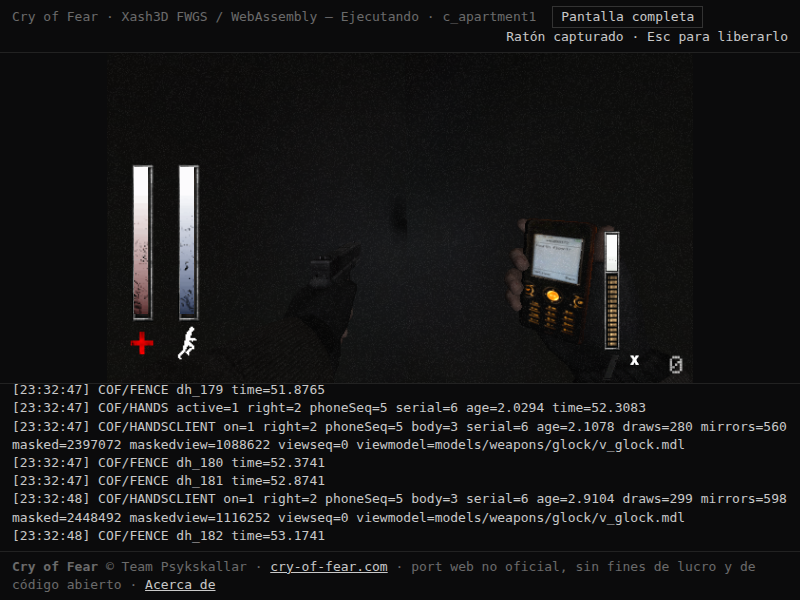 Cry of Fear · Xash3D FWGS / WebAssembly — Ejecutando · c_apartment1
Pantalla completa
Ratón capturado · Esc para liberarlo
x
0
[23:32:47] COF/FENCE dh_179 time=51.8765
[23:32:47] COF/HANDS active=1 right=2 phoneSeq=5 serial=6 age=2.0294 time=52.3083
[23:32:47] COF/HANDSCLIENT on=1 right=2 phoneSeq=5 body=3 serial=6 age=2.1078 draws=280 mirrors=560
masked=2397072 maskedview=1088622 viewseq=0 viewmodel=models/weapons/glock/v_glock.mdl
[23:32:47] COF/FENCE dh_180 time=52.3741
[23:32:47] COF/FENCE dh_181 time=52.8741
[23:32:48] COF/HANDSCLIENT on=1 right=2 phoneSeq=5 body=3 serial=6 age=2.9104 draws=299 mirrors=598
masked=2448492 maskedview=1116252 viewseq=0 viewmodel=models/weapons/glock/v_glock.mdl
[23:32:48] COF/FENCE dh_182 time=53.1741
Cry of Fear © Team Psykskallar · cry-of-fear.com · port web no oficial, sin fines de lucro y de
código abierto · Acerca de